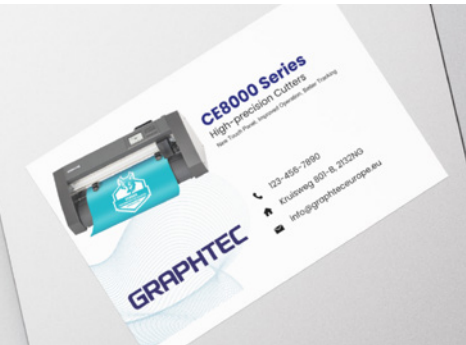 CE8000 Series
High-precision Cutters
New Touch Panel, Improved Operation, Better Tracking
123-456-7890
Kruisweg 801-B, 2132NG
info@graphteceurope.eu
GRAPHTEC